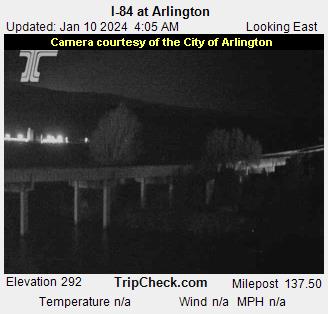 I-84 at Arlington
Updated: Jan 10 2024 4:05 AM Looking East
Camera courtesy of the City of Arlington
Elevation 292 TripCheck.com Milepost 137.50
Temperature n/a Wind n/a MPH n/a